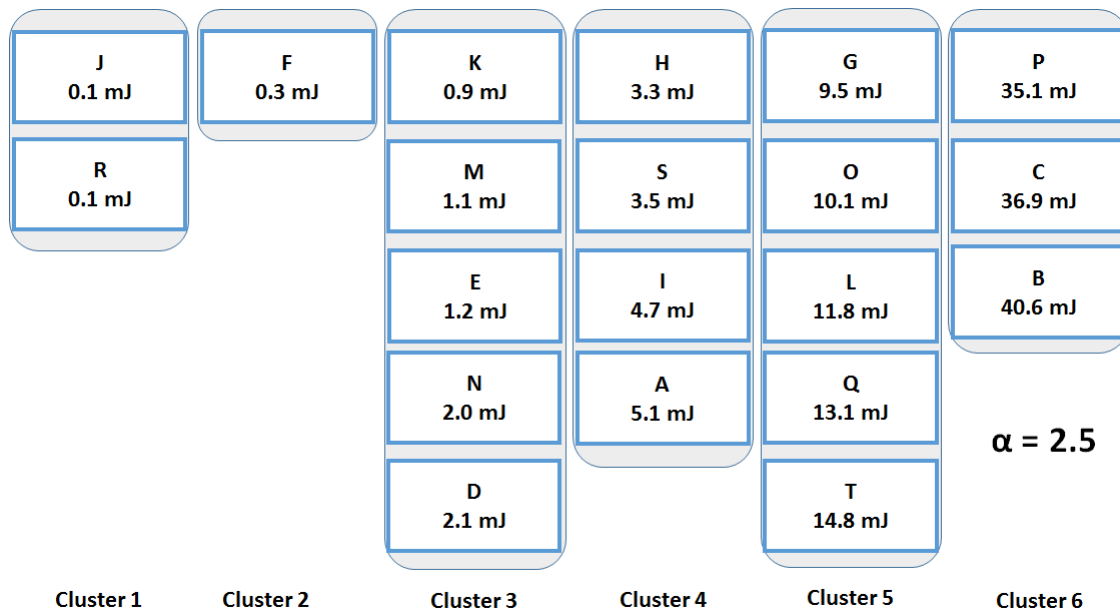 J
0.1 mJ
R
0.1 mJ
F
0.3 mJ
K
0.9 mJ
M
1.1 mJ
E
1.2 mJ
N
2.0 mJ
D
2.1 mJ
H
3.3 mJ
S
3.5 mJ
I
4.7 mJ
A
5.1 mJ
G
9.5 mJ
O
10.1 mJ
L
11.8 mJ
Q
13.1 mJ
T
14.8 mJ
P
35.1 mJ
C
36.9 mJ
B
40.6 mJ
α = 2.5
Cluster 1
Cluster 2
Cluster 3
Cluster 4
Cluster 5
Cluster 6